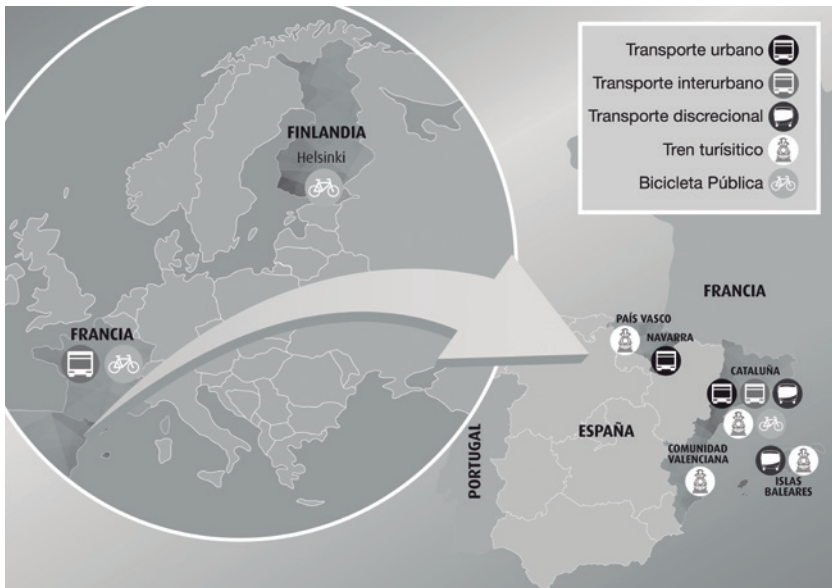 Transporte urbano
Transporte interurbano
Transporte discrecional
Tren turísitico
Bicicleta Pública
FINLANDIA
Helsinki
FRANCIA
FRANCIA
PAÍS VASCO
NAVARRA
CATALUÑA
ESPAÑA
PORTUGAL
COMUNIDAD
VALENCIANA
ISLAS
BALEARES